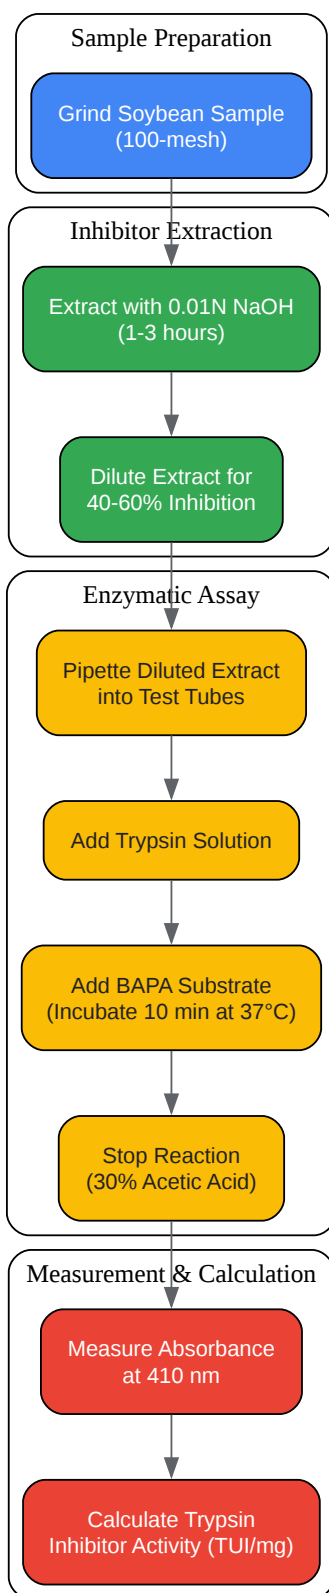 Sample Preparation
Grind Soybean Sample
(100-mesh)
Inhibitor Extraction
Extract with 0.01N NaOH
(1-3 hours)
Dilute Extract for
40-60% Inhibition
Enzymatic Assay
Pipette Diluted Extract
into Test Tubes
Add Trypsin Solution
Add BAPA Substrate
(Incubate 10 min at 37°C)
Stop Reaction
(30% Acetic Acid)
Measurement & Calculation
Measure Absorbance
at 410 nm
Calculate Trypsin
Inhibitor Activity (TUI/mg)